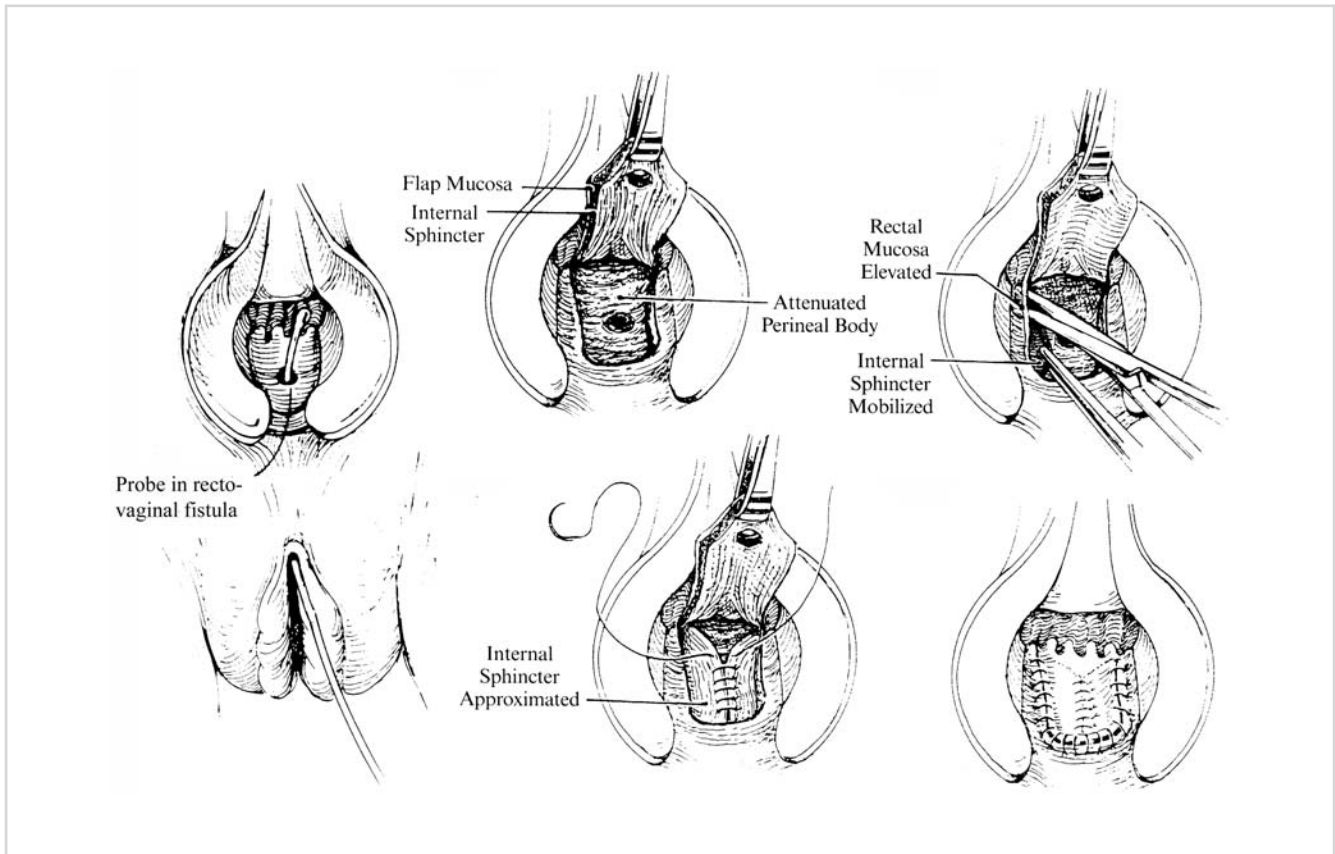 Flap Mucosa
Internal
Sphincter
Attenuated
Perineal Body
Rectal
Mucosa
Elevated
Internal
Sphincter
Mobilized
Probe in recto-
vaginal fistula
Internal
Sphincter
Approximated